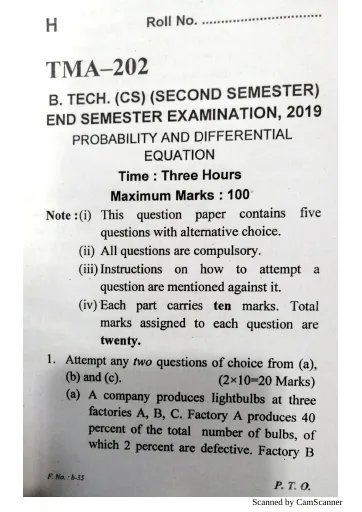 H
Roll No. ..............................
TMA–202
B. TECH. (CS) (SECOND SEMESTER)
END SEMESTER EXAMINATION, 2019
PROBABILITY AND DIFFERENTIAL
EQUATION
Time : Three Hours
Maximum Marks : 100
Note :(i) This question paper contains five
questions with alternative choice.
(ii) All questions are compulsory.
(iii) Instructions on how to attempt a
question are mentioned against it.
(iv) Each part carries ten marks. Total
marks assigned to each question are
twenty.
1. Attempt any two questions of choice from (a),
(b) and (c). (2×10=20 Marks)
(a) A company produces lightbulbs at three
factories A, B, C. Factory A produces 40
percent of the total number of bulbs, of
which 2 percent are defective. Factory B
F. No. : b-35
P. T. O.
Scanned by CamScanner